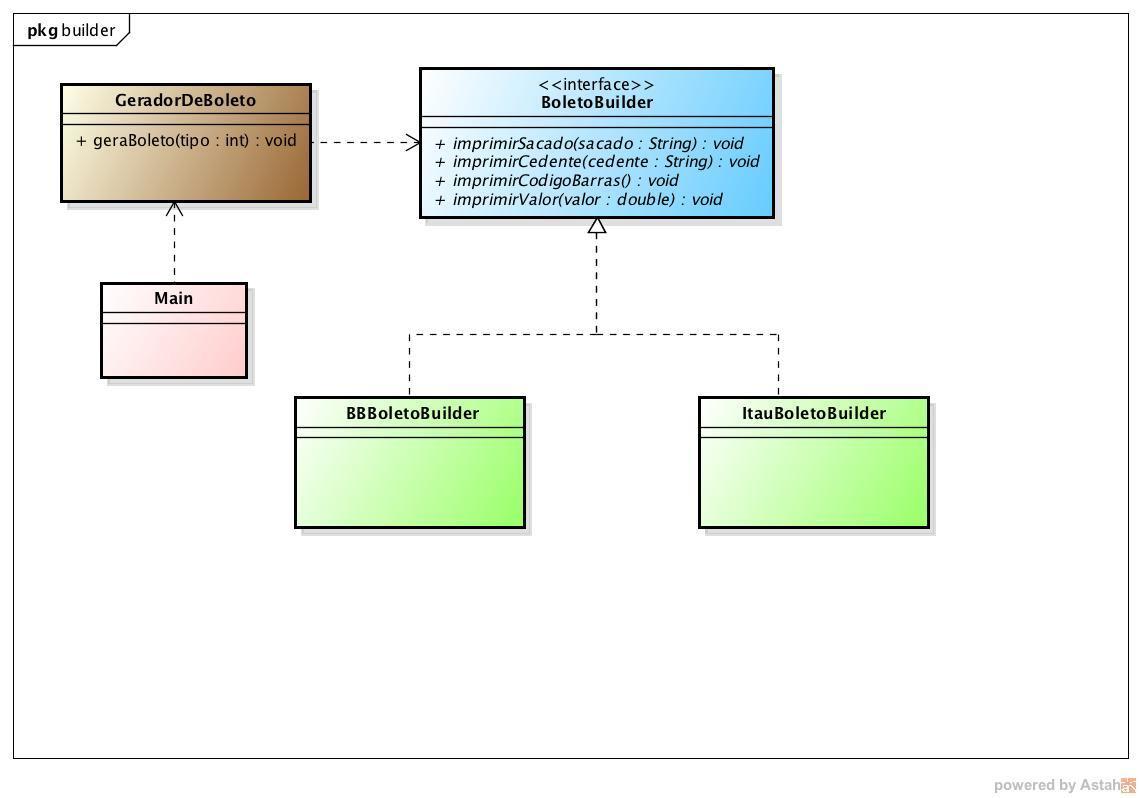 pkg builder
GeradorDeBoleto
+ geraBoleto(tipo : int) : void
<<interface>>
BoletoBuilder
+ imprimirSacado(sacado : String) : void
+ imprimirCedente(cedente : String) : void
+ imprimirCodigoBarras() : void
+ imprimirValor(valor : double) : void
Main
BBBoletoBuilder
ItauBoletoBuilder
powered by Astah